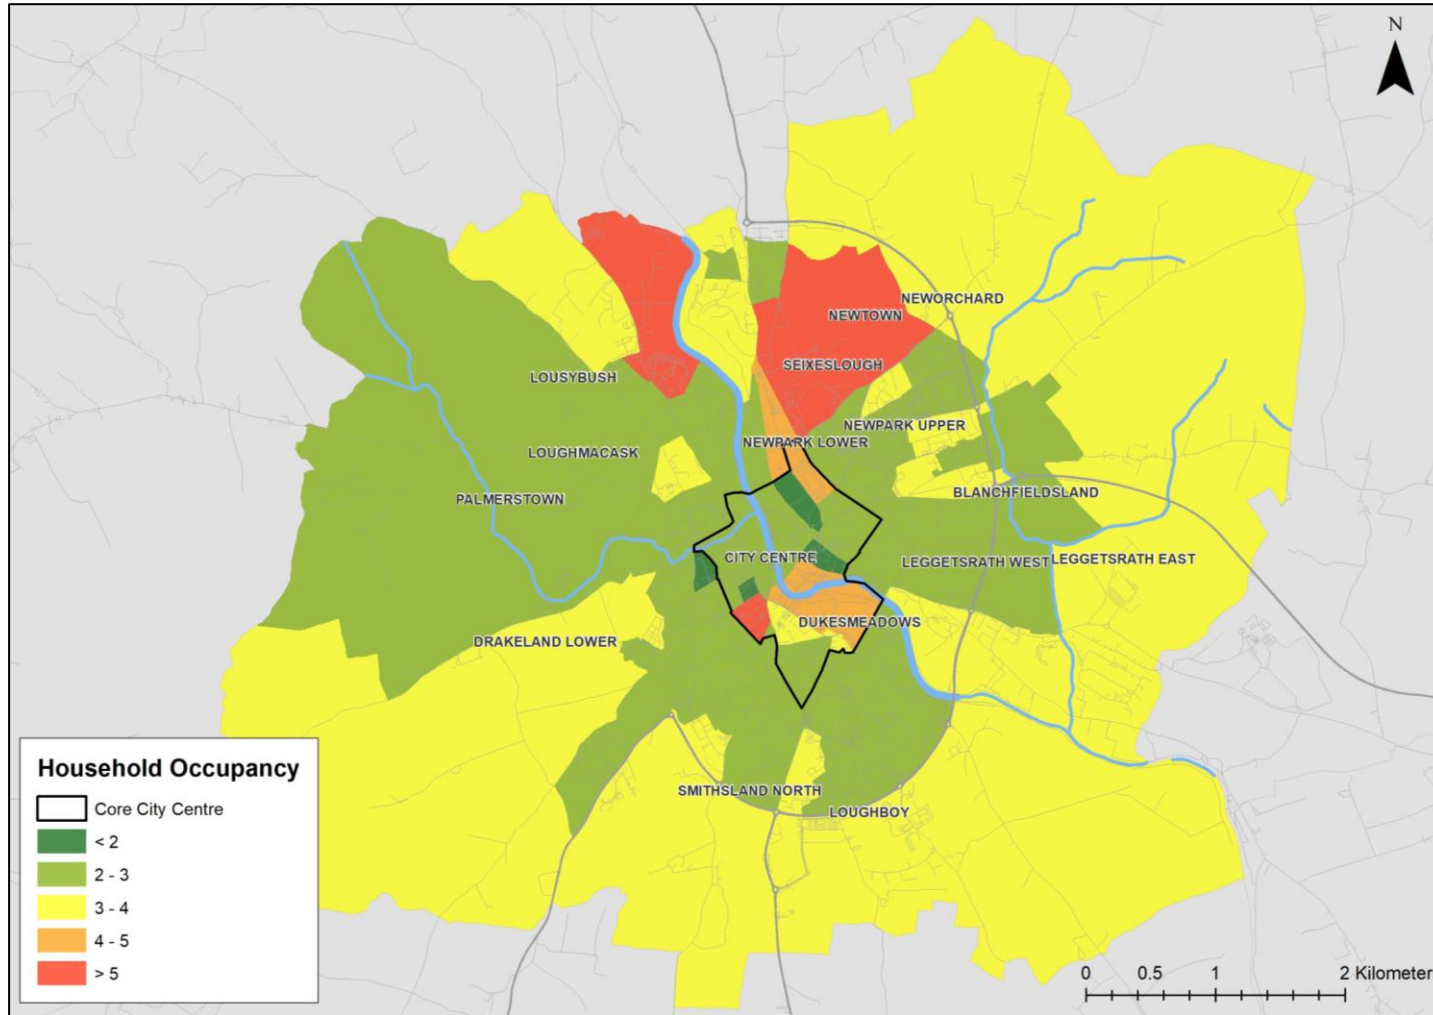 N
NEWORCHARD
NEWTOWN
SEIXESLOUGH
LOUSYBUSH
NEWPARK UPPER
NEWPARK LOWER
LOUGHMACASK
PALMERSTOWN
BLANCHFIELDSLAND
CITY CENTRE
LEGGETSRATH WEST
LEGGETSRATH EAST
DUKESMEADOWS
DRAKELAND LOWER
SMITHSLAND NORTH
LOUGHBOY
Household Occupancy
Core City Centre
< 2
2 - 3
3 - 4
4 - 5
> 5
0 0.5 1 2 Kilometer